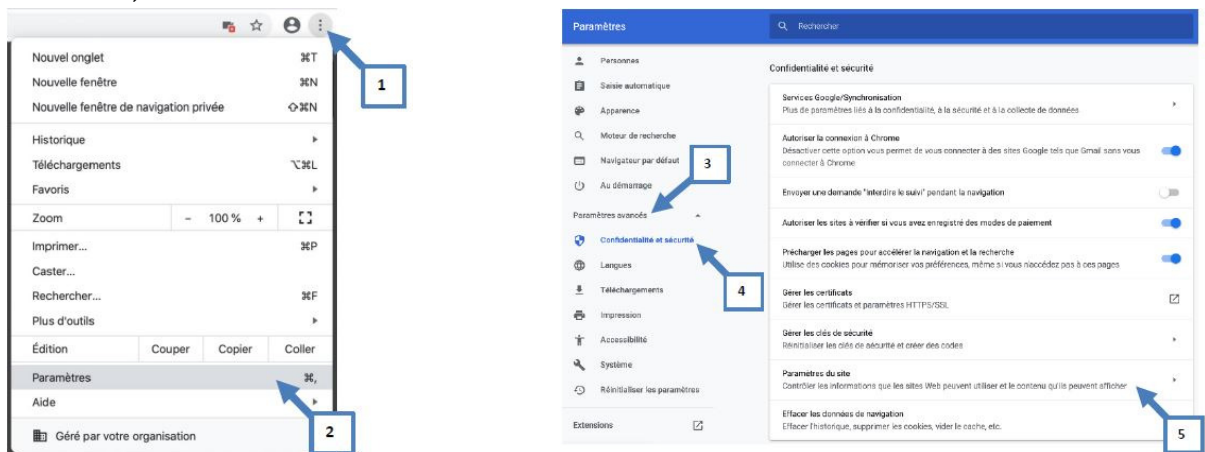 Nouvel onglet ⌘T
Nouvelle fenêtre ⌘N
Nouvelle fenêtre de navigation privée ⇧⌘N
Historique
Téléchargements ⌥⌘L
Favoris
Zoom - 100 % +
Imprimer... ⌘P
Caster...
Rechercher... ⌘F
Plus d'outils
Édition Couper Copier Coller
Paramètres ⌘,
Aide
Géré par votre organisation
1
2
Paramètres
Rechercher
Personnes
Saisie automatique
Apparence
Moteur de recherche
Navigateur par défaut
Au démarrage
Paramètres avancés
Confidentialité et sécurité
Langues
Téléchargements
Impression
Accessibilité
Système
Réinitialiser les paramètres
Extensions
3
4
Confidentialité et sécurité
Services Google/Synchronisation
Plus de paramètres liés à la confidentialité, à la sécurité et à la collecte de données
Autoriser la connexion à Chrome
Désactiver cette option vous permet de vous connecter à des sites Google tels que Gmail sans vous
connecter à Chrome
Envoyer une demande "Interdire le suivi" pendant la navigation
Autoriser les sites à vérifier si vous avez enregistré des modes de paiement
Précharger les pages pour accélérer la navigation et la recherche
Utilise des cookies pour mémoriser vos préférences, même si vous n'accédez pas à ces pages
Gérer les certificats
Gérer les certificats et paramètres HTTPS/SSL
Gérer les clés de sécurité
Réinitialiser les clés de sécurité et créer des codes
Paramètres du site
Contrôler les informations que les sites Web peuvent utiliser et le contenu qu'ils peuvent afficher
Effacer les données de navigation
Effacer l'historique, supprimer les cookies, vider le cache, etc.
5